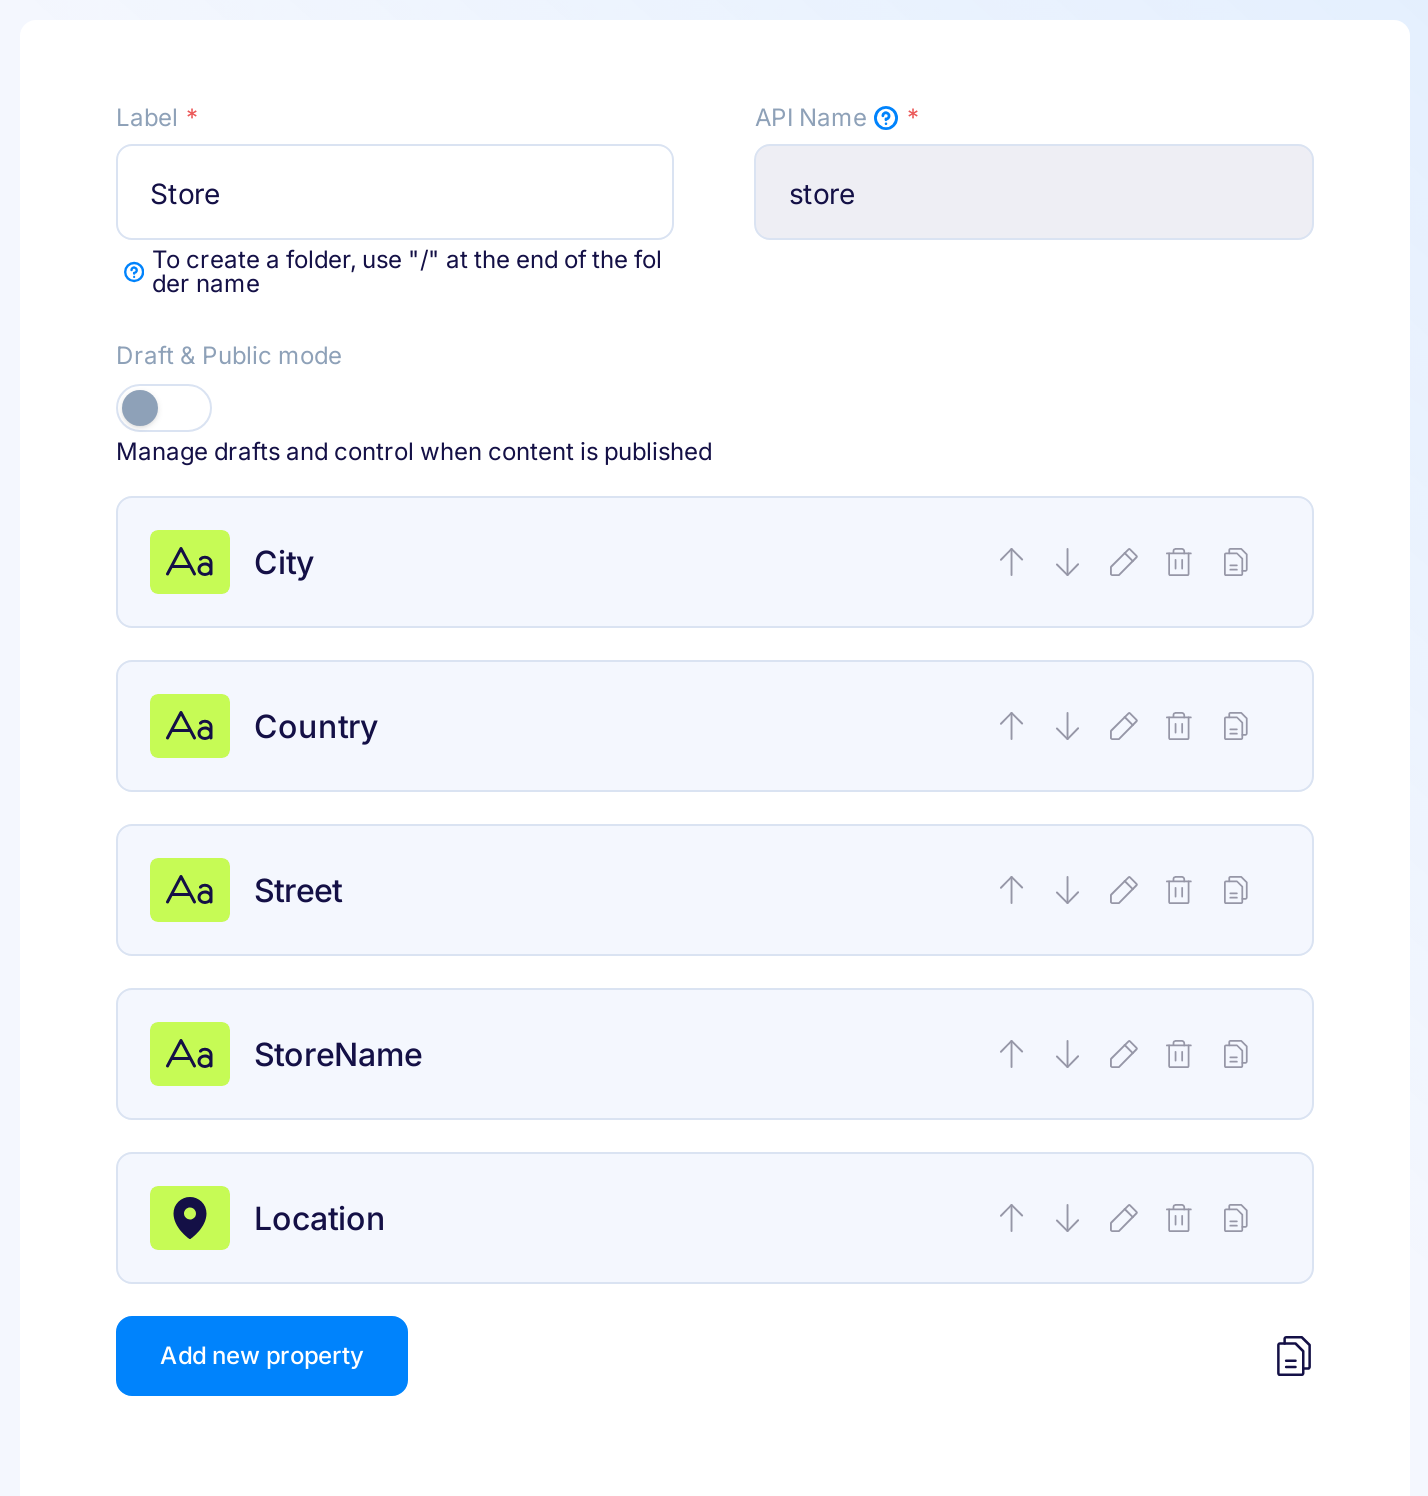 Label *
API Name *
Store
store
To create a folder, use "/" at the end of the fol
der name
Draft & Public mode
Manage drafts and control when content is published
Aa City
Aa Country
Aa Street
Aa StoreName
Location
Add new property